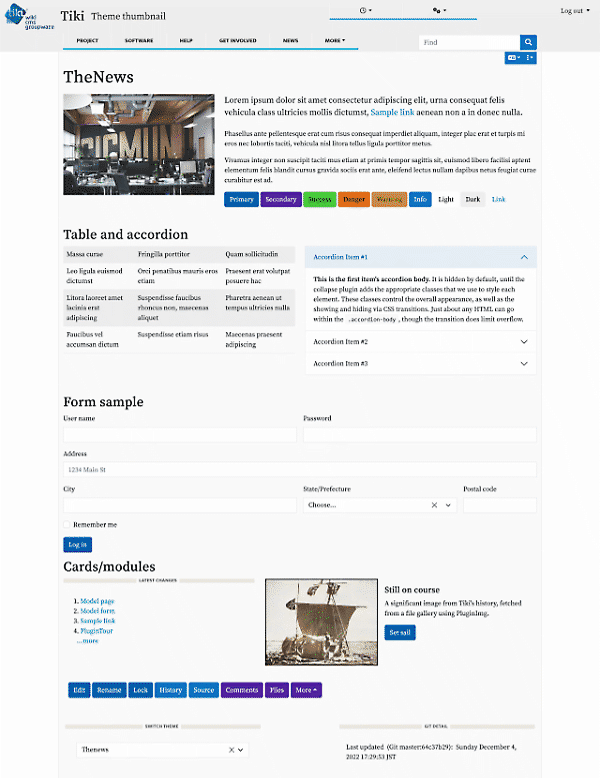 tiki
wiki
cms
groupware
Tiki Theme thumbnail
Log out
PROJECT SOFTWARE HELP GET INVOLVED NEWS MORE
Find
TheNews
CICMUN
Lorem ipsum dolor sit amet consectetur adipiscing elit, urna consequat felis
vehicula class ultricies mollis dictumst, Sample link aenean non a in donec nulla.
Phasellus ante pellentesque erat cum risus consequat imperdiet aliquam, integer plac erat et turpis mi
eros nec lobortis taciti, vehicula nisl litora tellus ligula porttitor metus.
Vivamus integer non suscipit taciti mus etiam at primis tempor sagittis sit, euismod libero facilisi aptent
elementum felis blandit cursus gravida sociis erat ante, eleifend lectus nullam dapibus netus feugiat curae
curabitur est ad.
Primary Secondary Success Danger Warning Info Light Dark Link
Table and accordion
Massa curae Fringilla porttitor Quam sollicitudin
Leo ligula euismod dictumst Orci penatibus mauris eros etiam Praesent erat volutpat posuere hac
Litora laoreet amet lacinia erat adipiscing Suspendisse faucibus rhoncus non, maecenas aliquet Pharetra aenean ut tempus ultricies nulla
Faucibus vel accumsan dictum Suspendisse etiam risus Maecenas praesent adipiscing
Accordion Item #1
This is the first item's accordion body. It is hidden by default, until the
collapse plugin adds the appropriate classes that we use to style each
element. These classes control the overall appearance, as well as the
showing and hiding via CSS transitions. Just about any HTML can go
within the .accordion-body, though the transition does limit overflow.
Accordion Item #2
Accordion Item #3
Form sample
User name Password
Address
1234 Main St
City State/Prefecture Postal code
Choose...
Remember me
Log in
Cards/modules
LATEST CHANGES
1. Model page
2. Model form
3. Sample link
4. PluginTour
...more
Still on course
A significant image from Tiki's history, fetched
from a file gallery using PluginImg.
Set sail
Edit Rename Lock History Source Comments Files More
SWITCH THEME
Thenews
GIT DETAIL
Last updated (Git master:64c37b29): Sunday December 4,
2022 17:29:53 JST